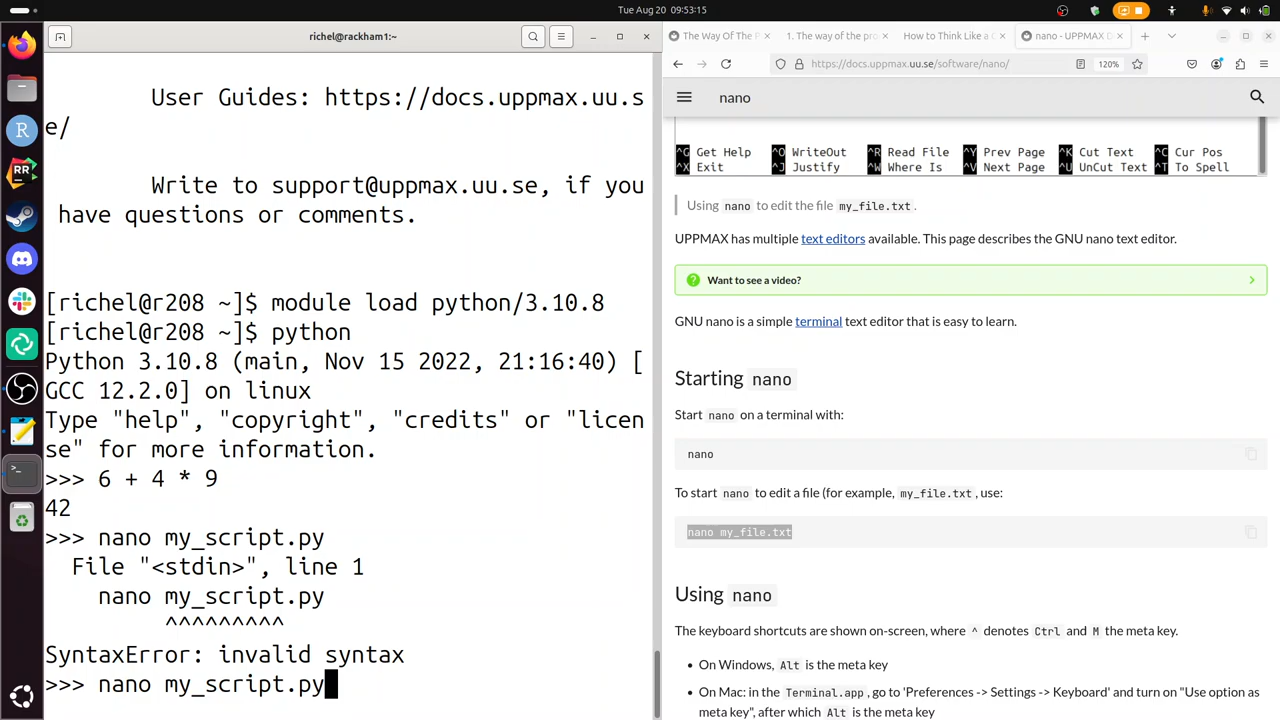 Tue Aug 20 09:53:15
richel@rackham1:~
User Guides: https://docs.uppmax.uu.s
e/
Write to support@uppmax.uu.se, if you
have questions or comments.
[richel@r208 ~]$ module load python/3.10.8
[richel@r208 ~]$ python
Python 3.10.8 (main, Nov 15 2022, 21:16:40) [
GCC 12.2.0] on linux
Type "help", "copyright", "credits" or "licen
se" for more information.
>>> 6 + 4 * 9
42
>>> nano my_script.py
File "<stdin>", line 1
nano my_script.py
^^^^^^^^^
SyntaxError: invalid syntax
>>> nano my_script.py
The Way Of The P
1. The way of the pro
How to Think Like a C
nano - UPPMAX D
https://docs.uppmax.uu.se/software/nano/
120%
nano
^G Get Help ^O WriteOut ^R Read File ^Y Prev Page ^K Cut Text ^C Cur Pos
^X Exit ^J Justify ^W Where Is ^V Next Page ^U UnCut Text ^T To Spell
Using nano to edit the file my_file.txt.
UPPMAX has multiple text editors available. This page describes the GNU nano text editor.
Want to see a video?
GNU nano is a simple terminal text editor that is easy to learn.
Starting nano
Start nano on a terminal with:
nano
To start nano to edit a file (for example, my_file.txt, use:
nano my_file.txt
Using nano
The keyboard shortcuts are shown on-screen, where ^ denotes Ctrl and M the meta key.
• On Windows, Alt is the meta key
• On Mac: in the Terminal.app, go to 'Preferences -> Settings -> Keyboard' and turn on "Use option as
meta key", after which Alt is the meta key